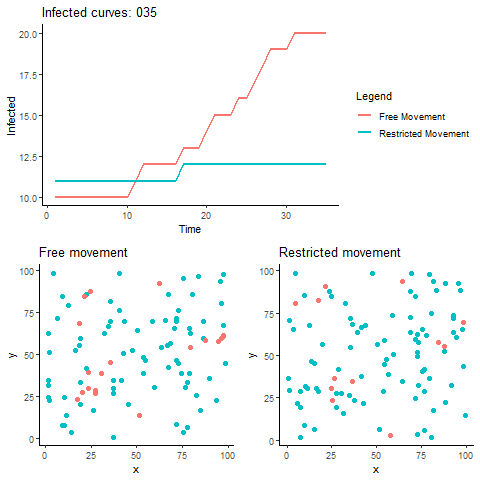 Infected curves: 035
20.0
17.5
15.0
12.5
10.0
Infected
0 10 20 30
Time
Legend
Free Movement
Restricted Movement
Free movement
100
75
50
25
0
y
0 25 50 75 100
x
Restricted movement
100
75
50
25
0
y
0 25 50 75 100
x